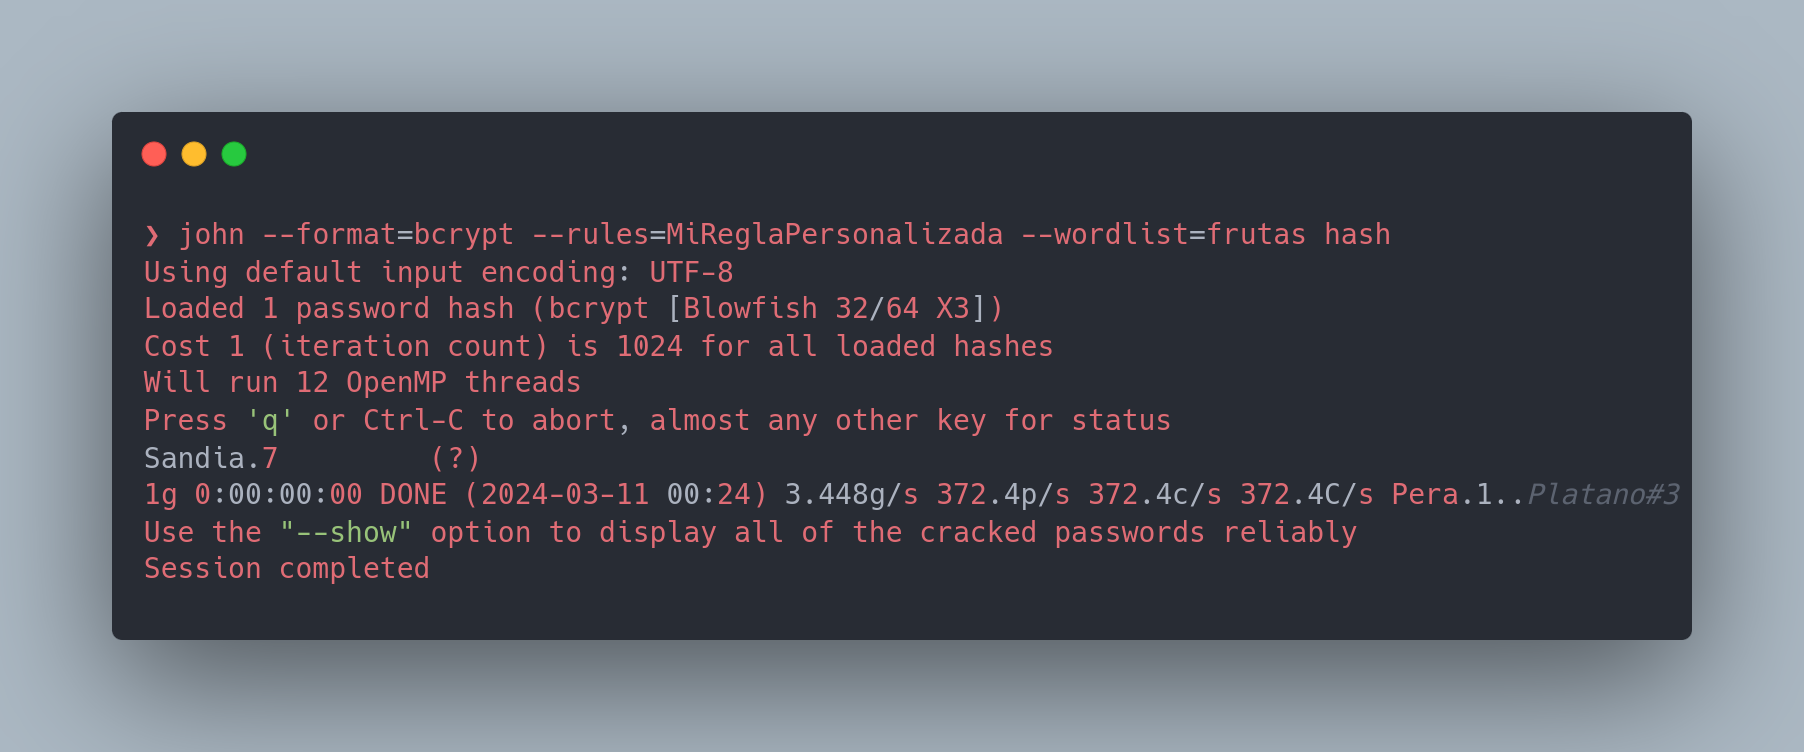 ❯ john --format=bcrypt --rules=MiReglaPersonalizada --wordlist=frutas hash
Using default input encoding: UTF-8
Loaded 1 password hash (bcrypt [Blowfish 32/64 X3])
Cost 1 (iteration count) is 1024 for all loaded hashes
Will run 12 OpenMP threads
Press 'q' or Ctrl-C to abort, almost any other key for status
Sandia.7         (?)
1g 0:00:00:00 DONE (2024-03-11 00:24) 3.448g/s 372.4p/s 372.4c/s 372.4C/s Pera.1..Platano#3
Use the "--show" option to display all of the cracked passwords reliably
Session completed